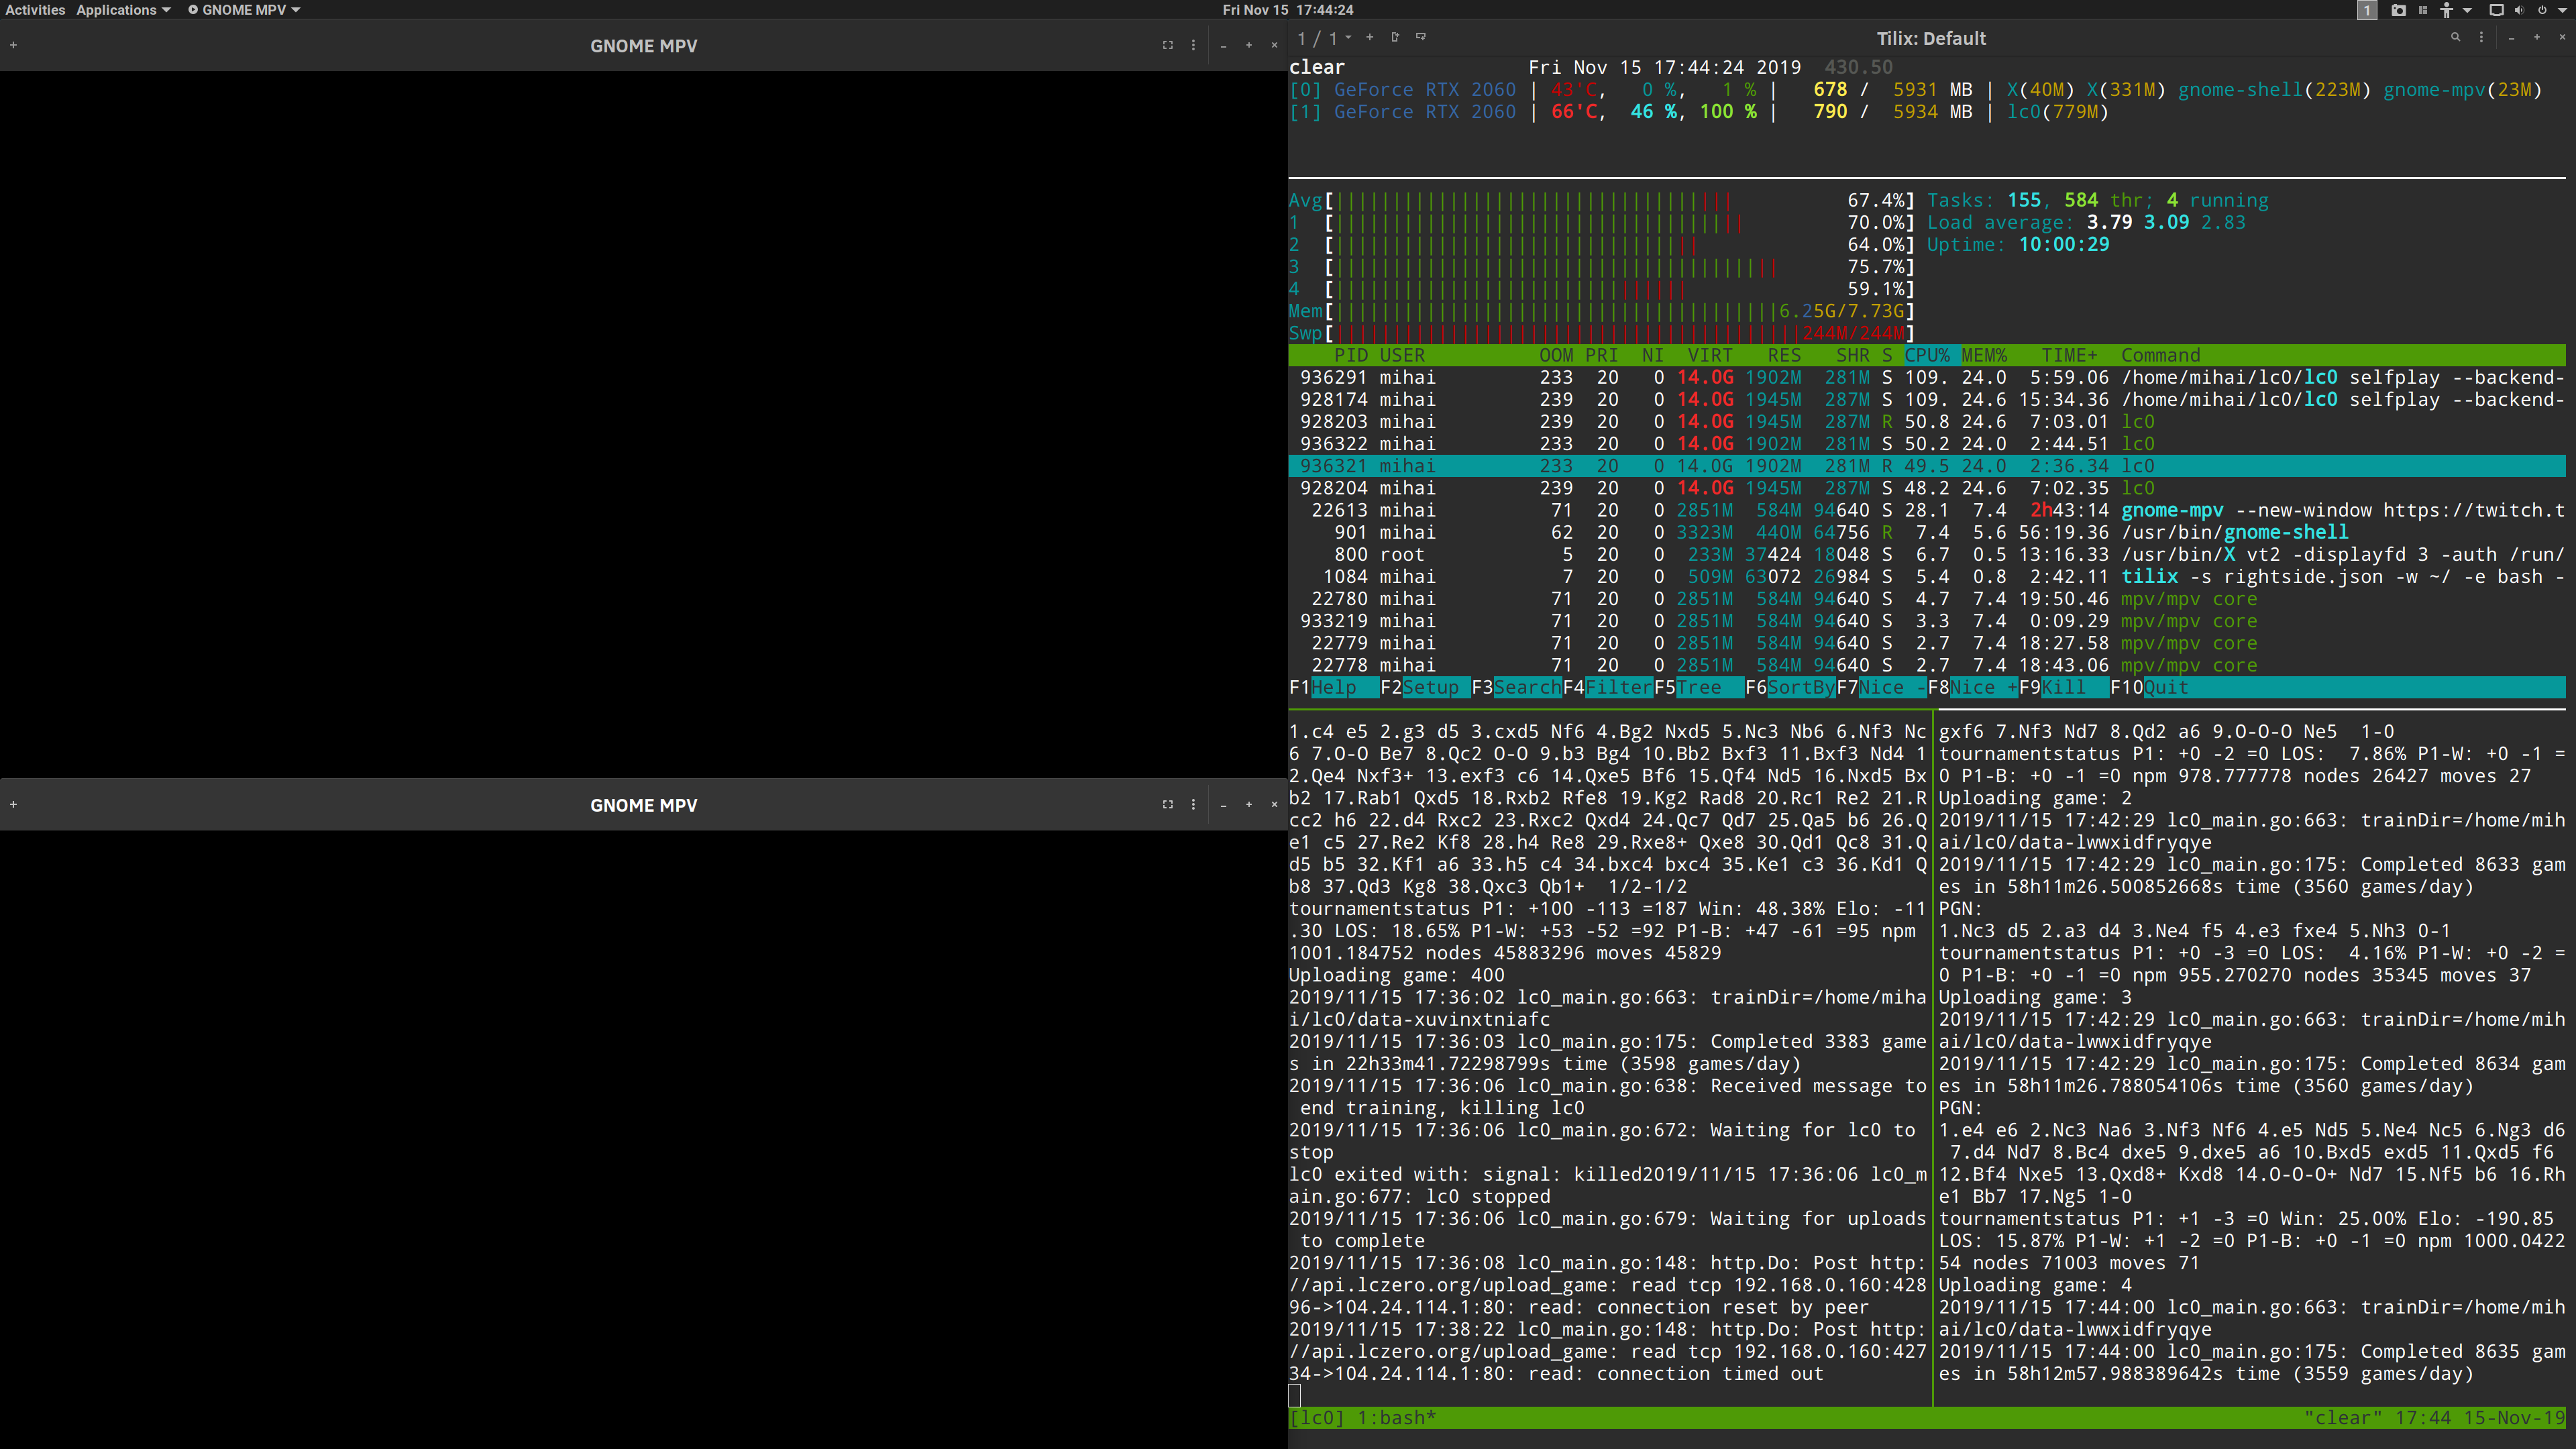 Activities Applications GNOME MPV Fri Nov 15 17:44:24 1
GNOME MPV
GNOME MPV
1 / 1 Tilix: Default
clear Fri Nov 15 17:44:24 2019 430.50
[0] GeForce RTX 2060 | 43'C, 0 %, 1 % | 678 / 5931 MB | X(40M) X(331M) gnome-shell(223M) gnome-mpv(23M)
[1] GeForce RTX 2060 | 66'C, 46 %, 100 % | 790 / 5934 MB | lc0(779M)
Avg[ 67.4%] Tasks: 155, 584 thr; 4 running
1 [ 70.0%] Load average: 3.79 3.09 2.83
2 [ 64.0%] Uptime: 10:00:29
3 [ 75.7%]
4 [ 59.1%]
Mem[ 6.25G/7.73G]
Swp[ 244M/244M]
PID USER OOM PRI NI VIRT RES SHR S CPU% MEM% TIME+ Command
936291 mihai 233 20 0 14.0G 1902M 281M S 109. 24.0 5:59.06 /home/mihai/lc0/lc0 selfplay --backend-
928174 mihai 239 20 0 14.0G 1945M 287M S 109. 24.6 15:34.36 /home/mihai/lc0/lc0 selfplay --backend-
928203 mihai 239 20 0 14.0G 1945M 287M R 50.8 24.6 7:03.01 lc0
936322 mihai 233 20 0 14.0G 1902M 281M S 50.2 24.0 2:44.51 lc0
936321 mihai 233 20 0 14.0G 1902M 281M R 49.5 24.0 2:36.34 lc0
928204 mihai 239 20 0 14.0G 1945M 287M S 48.2 24.6 7:02.35 lc0
22613 mihai 71 20 0 2851M 584M 94640 S 28.1 7.4 2h43:14 gnome-mpv --new-window https://twitch.t
901 mihai 62 20 0 3323M 440M 64756 R 7.4 5.6 56:19.36 /usr/bin/gnome-shell
800 root 5 20 0 233M 37424 18048 S 6.7 0.5 13:16.33 /usr/bin/X vt2 -displayfd 3 -auth /run/
1084 mihai 7 20 0 509M 63072 26984 S 5.4 0.8 2:42.11 tilix -s rightside.json -w ~/ -e bash -
22780 mihai 71 20 0 2851M 584M 94640 S 4.7 7.4 19:50.46 mpv/mpv core
933219 mihai 71 20 0 2851M 584M 94640 S 3.3 7.4 0:09.29 mpv/mpv core
22779 mihai 71 20 0 2851M 584M 94640 S 2.7 7.4 18:27.58 mpv/mpv core
22778 mihai 71 20 0 2851M 584M 94640 S 2.7 7.4 18:43.06 mpv/mpv core
F1Help F2Setup F3SearchF4FilterF5Tree F6SortByF7Nice -F8Nice +F9Kill F10Quit
1.c4 e5 2.g3 d5 3.cxd5 Nf6 4.Bg2 Nxd5 5.Nc3 Nb6 6.Nf3 Nc
6 7.O-O Be7 8.Qc2 O-O 9.b3 Bg4 10.Bb2 Bxf3 11.Bxf3 Nd4 1
2.Qe4 Nxf3+ 13.exf3 c6 14.Qxe5 Bf6 15.Qf4 Nd5 16.Nxd5 Bx
b2 17.Rab1 Qxd5 18.Rxb2 Rfe8 19.Kg2 Rad8 20.Rc1 Re2 21.R
cc2 h6 22.d4 Rxc2 23.Rxc2 Qxd4 24.Qc7 Qd7 25.Qa5 b6 26.Q
e1 c5 27.Re2 Kf8 28.h4 Re8 29.Rxe8+ Qxe8 30.Qd1 Qc8 31.Q
d5 b5 32.Kf1 a6 33.h5 c4 34.bxc4 bxc4 35.Ke1 c3 36.Kd1 Q
b8 37.Qd3 Kg8 38.Qxc3 Qb1+ 1/2-1/2
tournamentstatus P1: +100 -113 =187 Win: 48.38% Elo: -11
.30 LOS: 18.65% P1-W: +53 -52 =92 P1-B: +47 -61 =95 npm
1001.184752 nodes 45883296 moves 45829
Uploading game: 400
2019/11/15 17:36:02 lc0_main.go:663: trainDir=/home/miha
i/lc0/data-xuvinxtniafc
2019/11/15 17:36:03 lc0_main.go:175: Completed 3383 game
s in 22h33m41.72298799s time (3598 games/day)
2019/11/15 17:36:06 lc0_main.go:638: Received message to
end training, killing lc0
2019/11/15 17:36:06 lc0_main.go:672: Waiting for lc0 to
stop
lc0 exited with: signal: killed2019/11/15 17:36:06 lc0_m
ain.go:677: lc0 stopped
2019/11/15 17:36:06 lc0_main.go:679: Waiting for uploads
to complete
2019/11/15 17:36:08 lc0_main.go:148: http.Do: Post http:
//api.lczero.org/upload_game: read tcp 192.168.0.160:428
96->104.24.114.1:80: read: connection reset by peer
2019/11/15 17:38:22 lc0_main.go:148: http.Do: Post http:
//api.lczero.org/upload_game: read tcp 192.168.0.160:427
34->104.24.114.1:80: read: connection timed out
gxf6 7.Nf3 Nd7 8.Qd2 a6 9.O-O-O Ne5 1-0
tournamentstatus P1: +0 -2 =0 LOS: 7.86% P1-W: +0 -1 =
0 P1-B: +0 -1 =0 npm 978.777778 nodes 26427 moves 27
Uploading game: 2
2019/11/15 17:42:29 lc0_main.go:663: trainDir=/home/mih
ai/lc0/data-lwwxidfryqye
2019/11/15 17:42:29 lc0_main.go:175: Completed 8633 gam
es in 58h11m26.500852668s time (3560 games/day)
PGN:
1.Nc3 d5 2.a3 d4 3.Ne4 f5 4.e3 fxe4 5.Nh3 0-1
tournamentstatus P1: +0 -3 =0 LOS: 4.16% P1-W: +0 -2 =
0 P1-B: +0 -1 =0 npm 955.270270 nodes 35345 moves 37
Uploading game: 3
2019/11/15 17:42:29 lc0_main.go:663: trainDir=/home/mih
ai/lc0/data-lwwxidfryqye
2019/11/15 17:42:29 lc0_main.go:175: Completed 8634 gam
es in 58h11m26.788054106s time (3560 games/day)
PGN:
1.e4 e6 2.Nc3 Na6 3.Nf3 Nf6 4.e5 Nd5 5.Ne4 Nc5 6.Ng3 d6
7.d4 Nd7 8.Bc4 dxe5 9.dxe5 a6 10.Bxd5 exd5 11.Qxd5 f6
12.Bf4 Nxe5 13.Qxd8+ Kxd8 14.O-O-O+ Nd7 15.Nf5 b6 16.Rh
e1 Bb7 17.Ng5 1-0
tournamentstatus P1: +1 -3 =0 Win: 25.00% Elo: -190.85
LOS: 15.87% P1-W: +1 -2 =0 P1-B: +0 -1 =0 npm 1000.0422
54 nodes 71003 moves 71
Uploading game: 4
2019/11/15 17:44:00 lc0_main.go:663: trainDir=/home/mih
ai/lc0/data-lwwxidfryqye
2019/11/15 17:44:00 lc0_main.go:175: Completed 8635 gam
es in 58h12m57.988389642s time (3559 games/day)
[lc0] 1:bash* "clear" 17:44 15-Nov-19